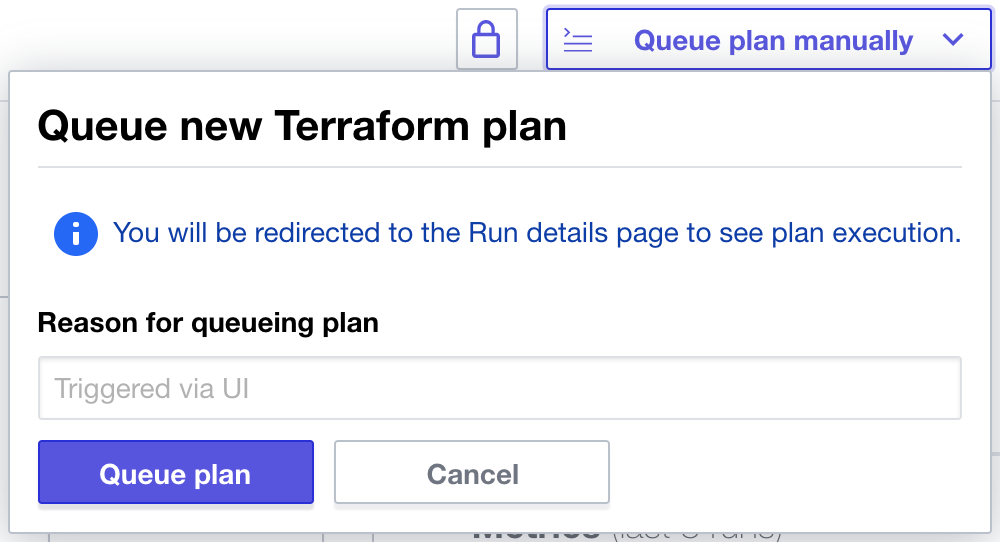 Queue plan manually
Queue new Terraform plan
You will be redirected to the Run details page to see plan execution.
Reason for queueing plan
Triggered via UI
Queue plan
Cancel